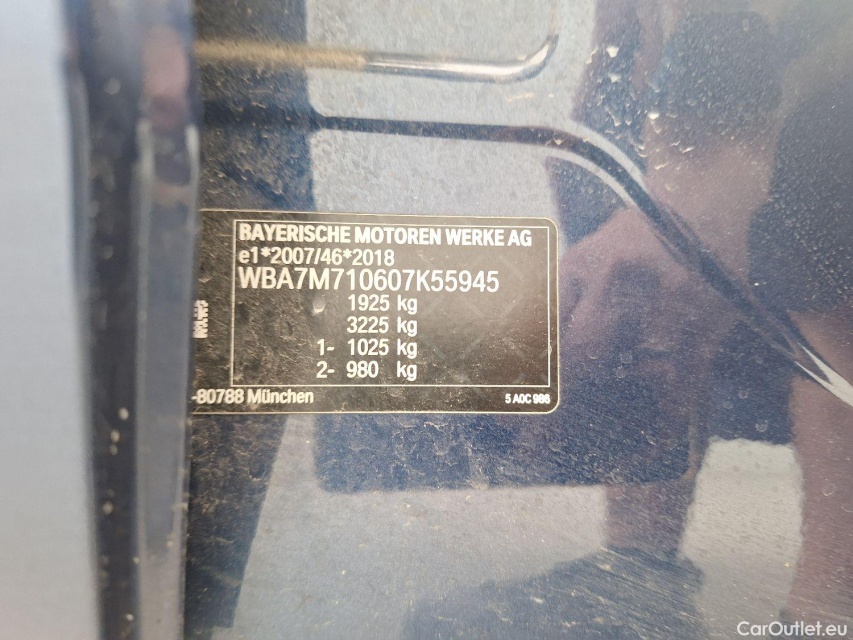 BAYERISCHE MOTOREN WERKE AG
e1*2007/46*2018
WBA7M710607K55945
1925 kg
3225 kg
1- 1025 kg
2- 980 kg
-80788 München
5 A0C 986
CarOutlet.eu